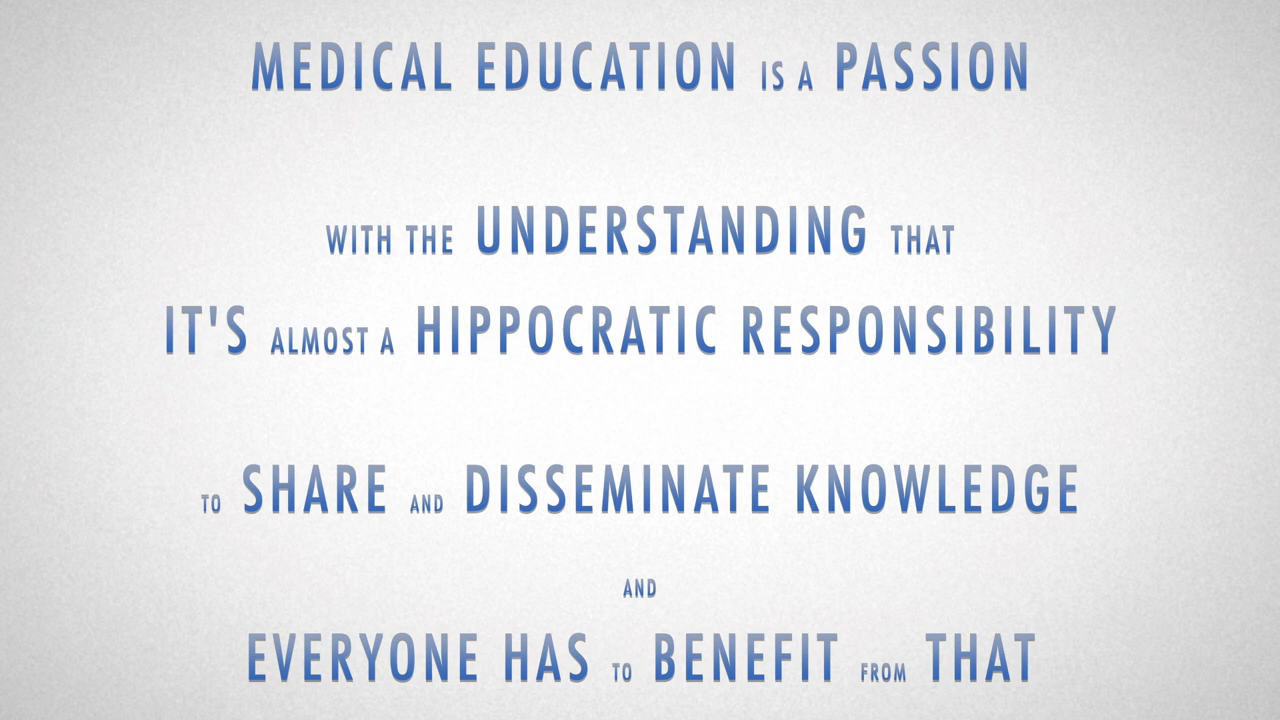 MEDICAL EDUCATION IS A PASSION
WITH THE UNDERSTANDING THAT
IT'S ALMOST A HIPPOCRATIC RESPONSIBILITY
TO SHARE AND DISSEMINATE KNOWLEDGE
AND
EVERYONE HAS TO BENEFIT FROM THAT